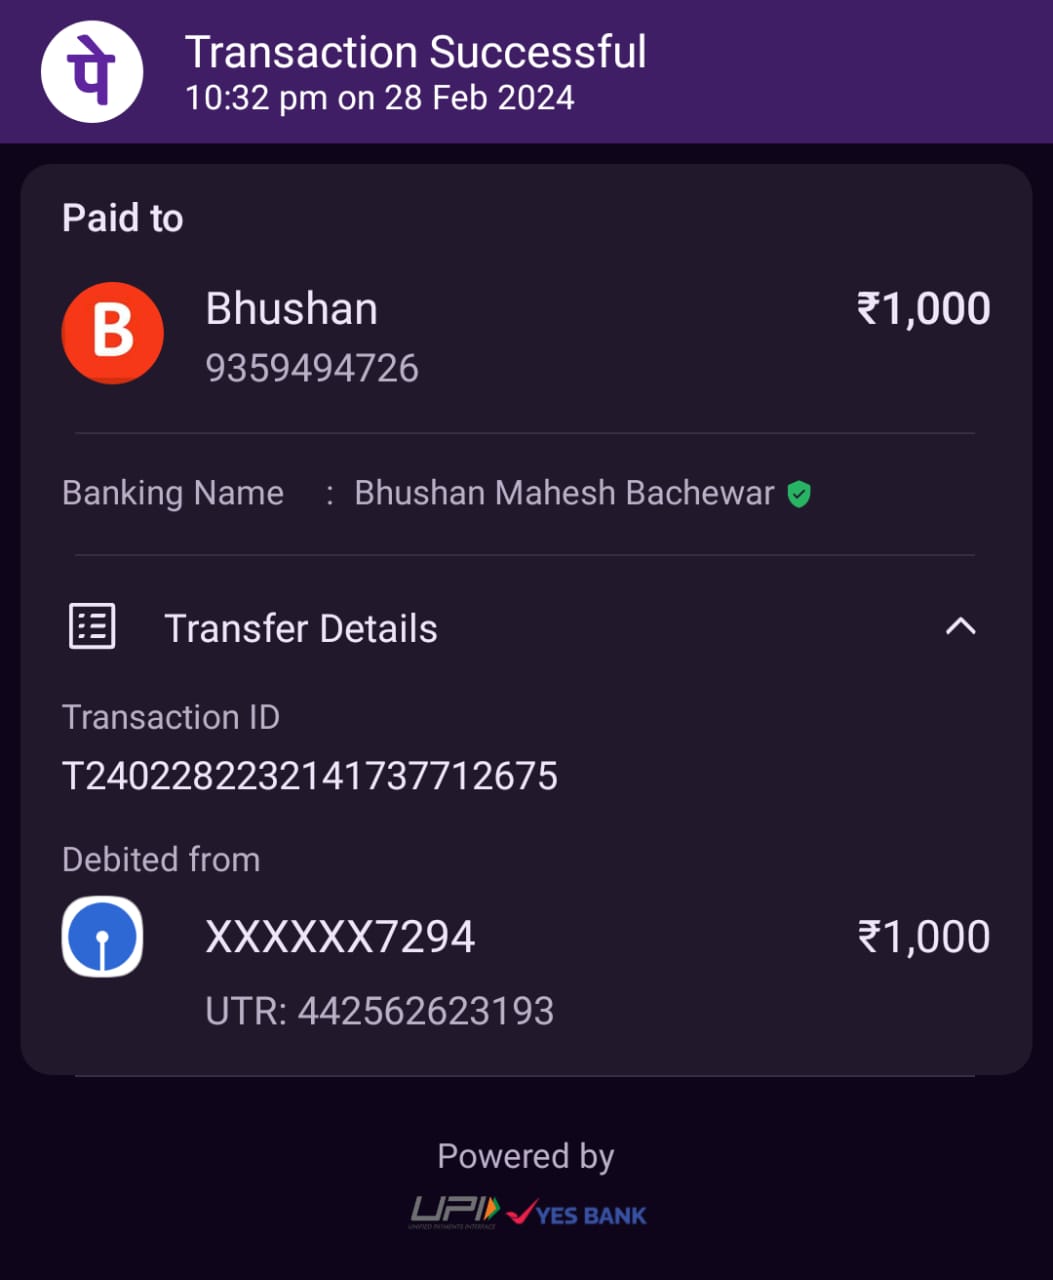 पे
Transaction Successful
10:32 pm on 28 Feb 2024
Paid to
B
Bhushan
₹1,000
9359494726
Banking Name : Bhushan Mahesh Bachewar
Transfer Details
Transaction ID
T2402282232141737712675
Debited from
XXXXXX7294
₹1,000
UTR: 442562623193
Powered by
UPI
UNIFIED PAYMENTS INTERFACE
YES BANK